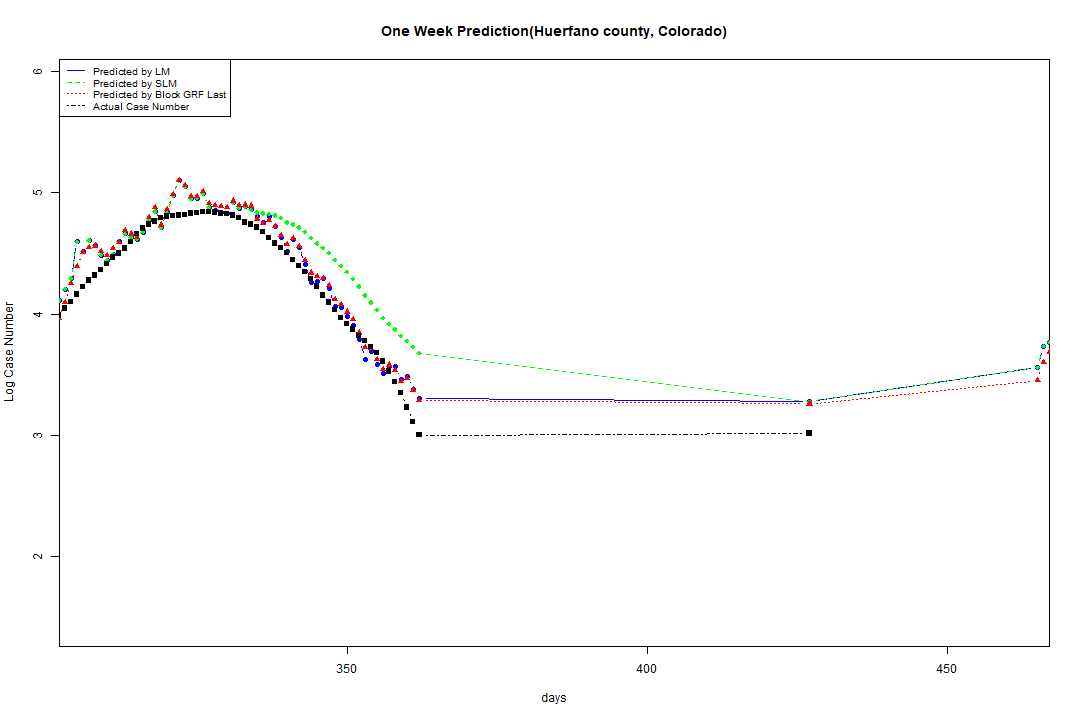 One Week Prediction(Huerfano county, Colorado)
Predicted by LM
Predicted by SLM
Predicted by Block GRF Last
Actual Case Number
Log Case Number
6
5
4
3
2
350 400 450
days